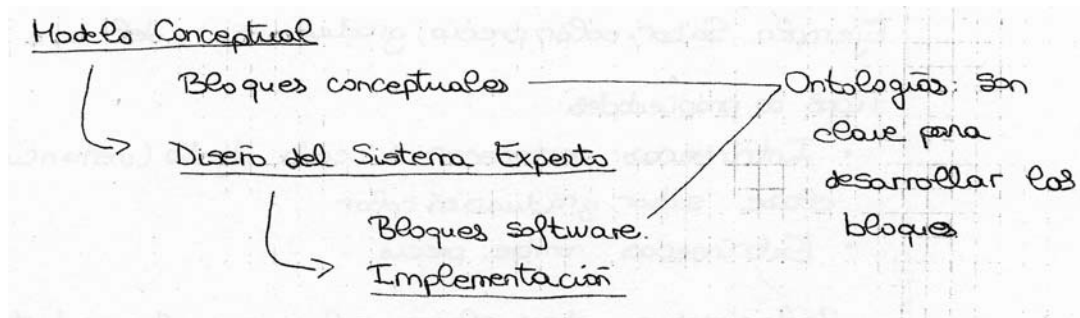 Modelo Conceptual
Bloques conceptuales
Ontologías son
clave para
desarrollar los
bloques
Diseño del Sistema Experto
Bloques software.
Implementación